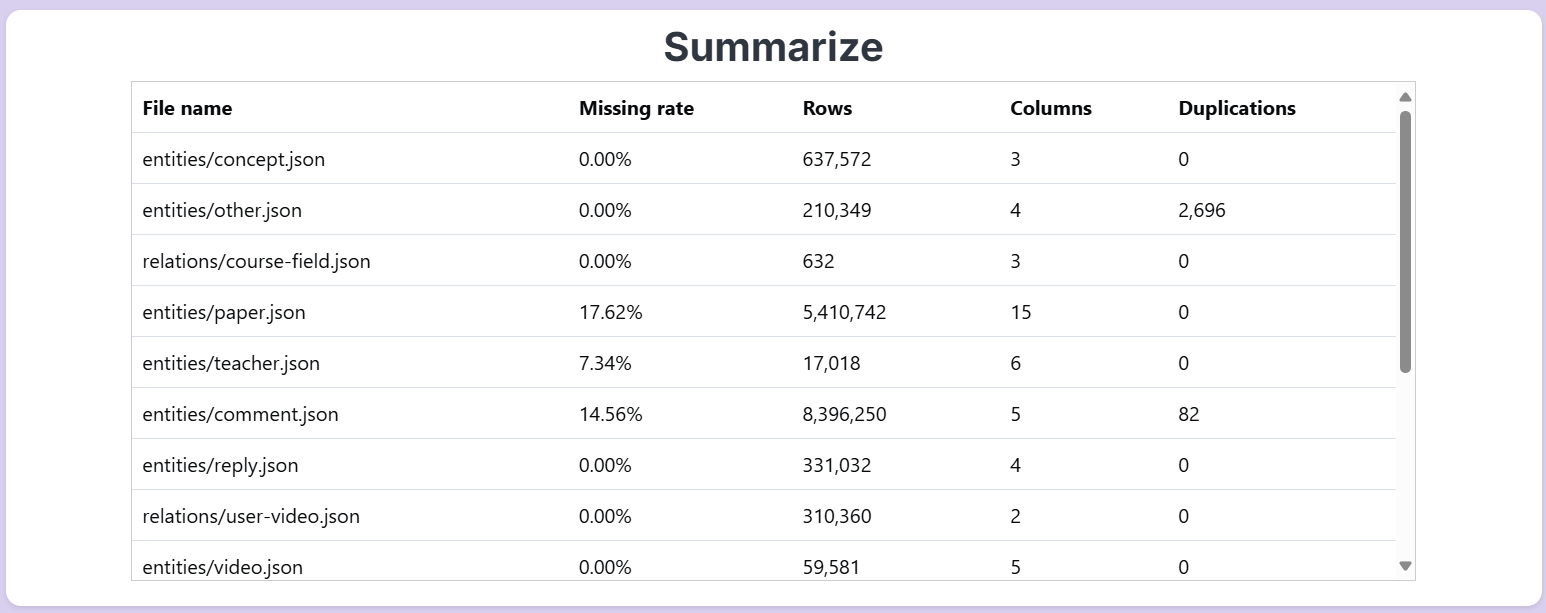 Summarize
File name Missing rate Rows Columns Duplications
entities/concept.json 0.00% 637,572 3 0
entities/other.json 0.00% 210,349 4 2,696
relations/course-field.json 0.00% 632 3 0
entities/paper.json 17.62% 5,410,742 15 0
entities/teacher.json 7.34% 17,018 6 0
entities/comment.json 14.56% 8,396,250 5 82
entities/reply.json 0.00% 331,032 4 0
relations/user-video.json 0.00% 310,360 2 0
entities/video.json 0.00% 59,581 5 0